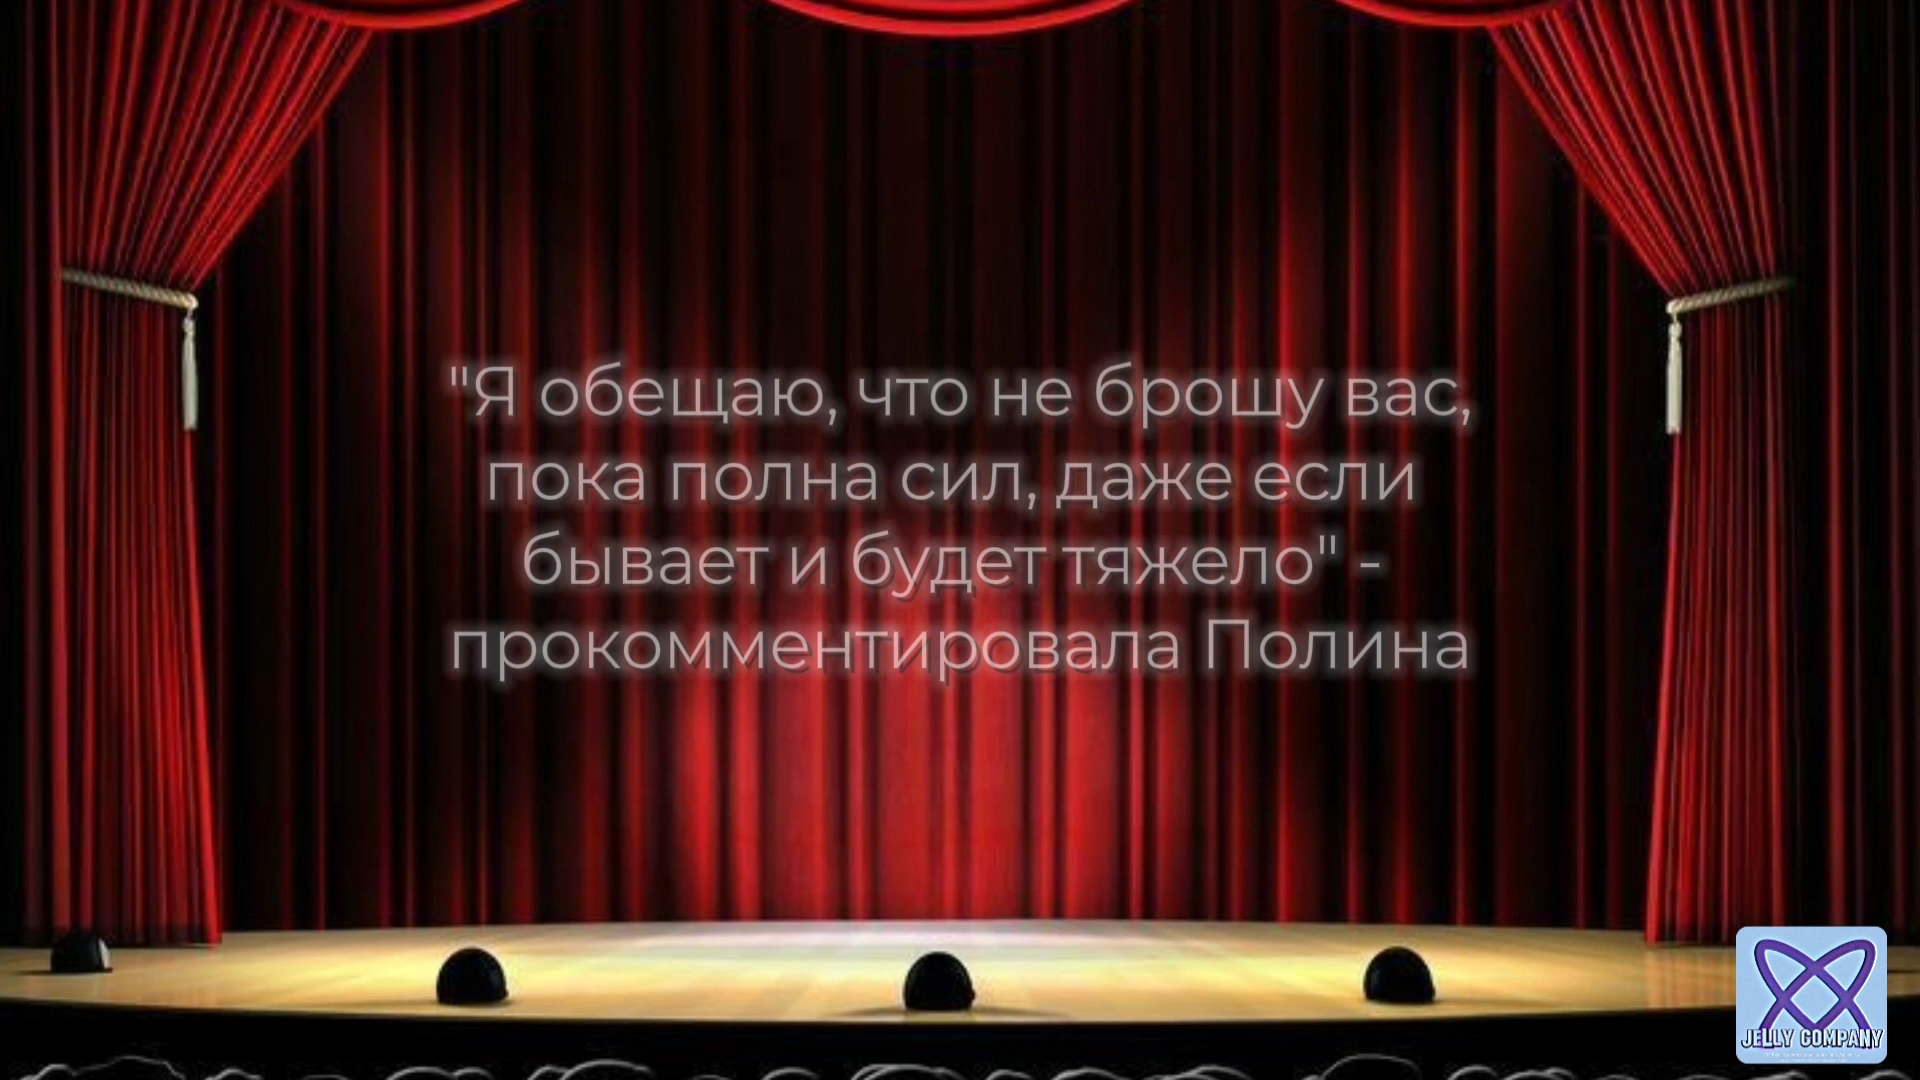 "Я обещаю, что не брошу вас,
пока полна сил, даже если
бывает и будет тяжело" -
прокомментировала Полина
JELLY COMPANY